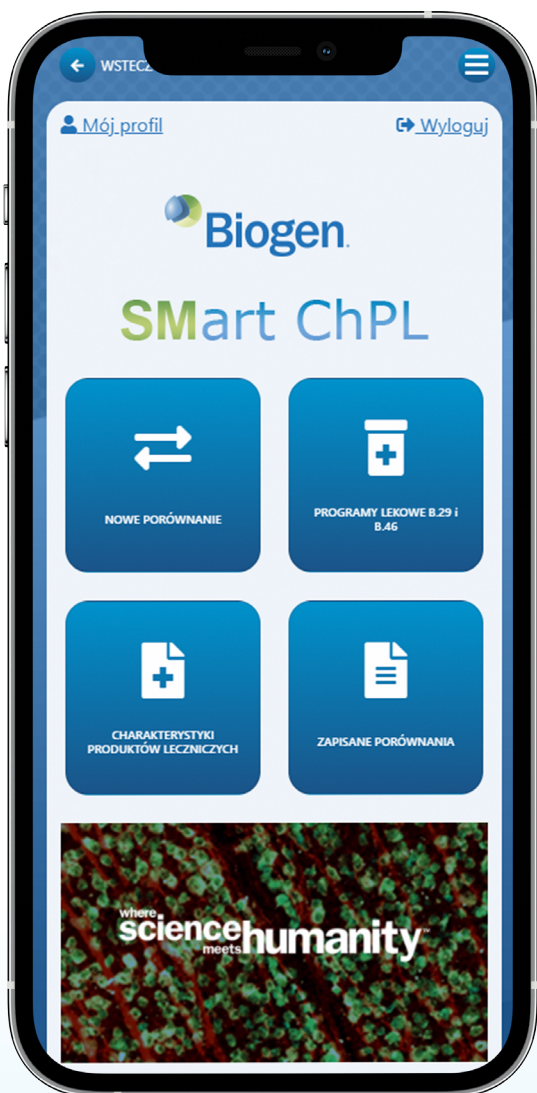 WSTECZ
Mój profil
Wyloguj
Biogen.
SMart ChPL
NOWE PORÓWNANIE
PROGRAMY LEKOWE B.29 i
B.46
CHARAKTERYSTYKI
PRODUKTÓW LECZNICZYCH
ZAPISANE PORÓWNANIA
where
science
meets
humanity™